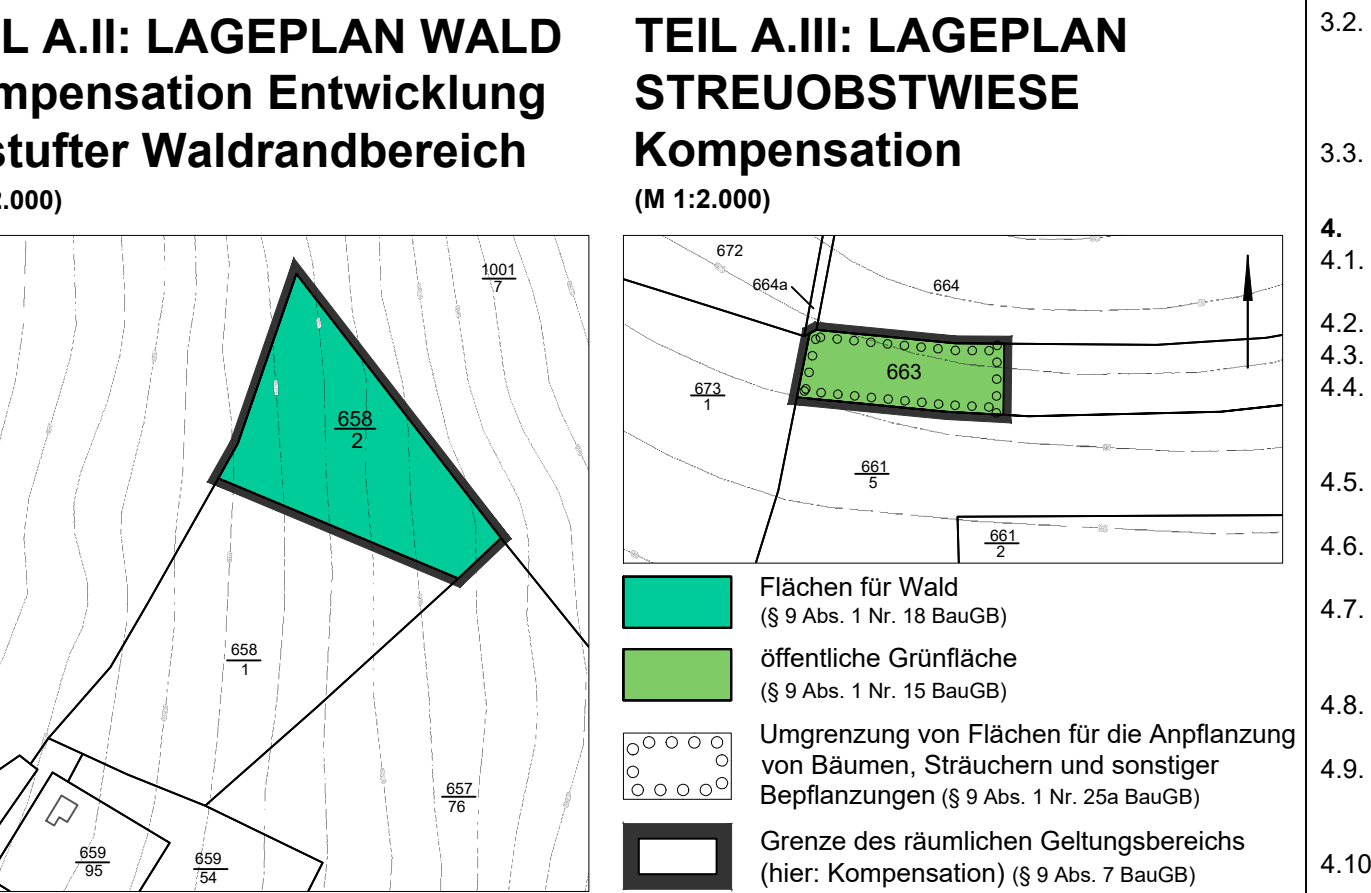 L A.II: LAGEPLAN WALD
mpensation Entwicklung
stufter Waldrandbereich
.000)
1001
7
658
2
658
1
657
76
659
95
659
54
TEIL A.III: LAGEPLAN
STREUOBSTWIESE
Kompensation
(M 1:2.000)
672
664a
664
663
673
1
661
5
661
2
Flächen für Wald
(§ 9 Abs. 1 Nr. 18 BauGB)
öffentliche Grünfläche
(§ 9 Abs. 1 Nr. 15 BauGB)
Umgrenzung von Flächen für die Anpflanzung
von Bäumen, Sträuchern und sonstiger
Bepflanzungen (§ 9 Abs. 1 Nr. 25a BauGB)
Grenze des räumlichen Geltungsbereichs
(hier: Kompensation) (§ 9 Abs. 7 BauGB)
3.2.
3.3.
4.
4.1.
4.2.
4.3.
4.4.
4.5.
4.6.
4.7.
4.8.
4.9.
4.10